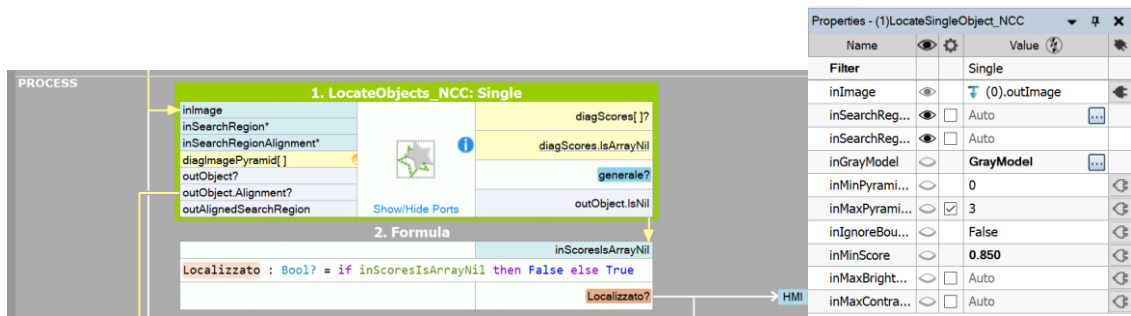 PROCESS
1. LocateObjects_NCC: Single
inImage
inSearchRegion*
inSearchRegionAlignment*
diagImagePyramid[ ]
outObject?
outObject.Alignment?
outAlignedSearchRegion
Show/Hide Ports
diagScores[ ]?
diagScores.IsArrayNil
generale?
outObject.IsNil
2. Formula
inScoresIsArrayNil
Localizzato : Bool? = if inScoresIsArrayNil then False else True
Localizzato?
HMI
Properties - (1)LocateSingleObject_NCC
Name Value
Filter Single
inImage (0).outImage
inSearchReg... Auto ...
inSearchReg... Auto
inGrayModel GrayModel ...
inMinPyrami... 0
inMaxPyrami... 3
inIgnoreBou... False
inMinScore 0.850
inMaxBright... Auto
inMaxContra... Auto